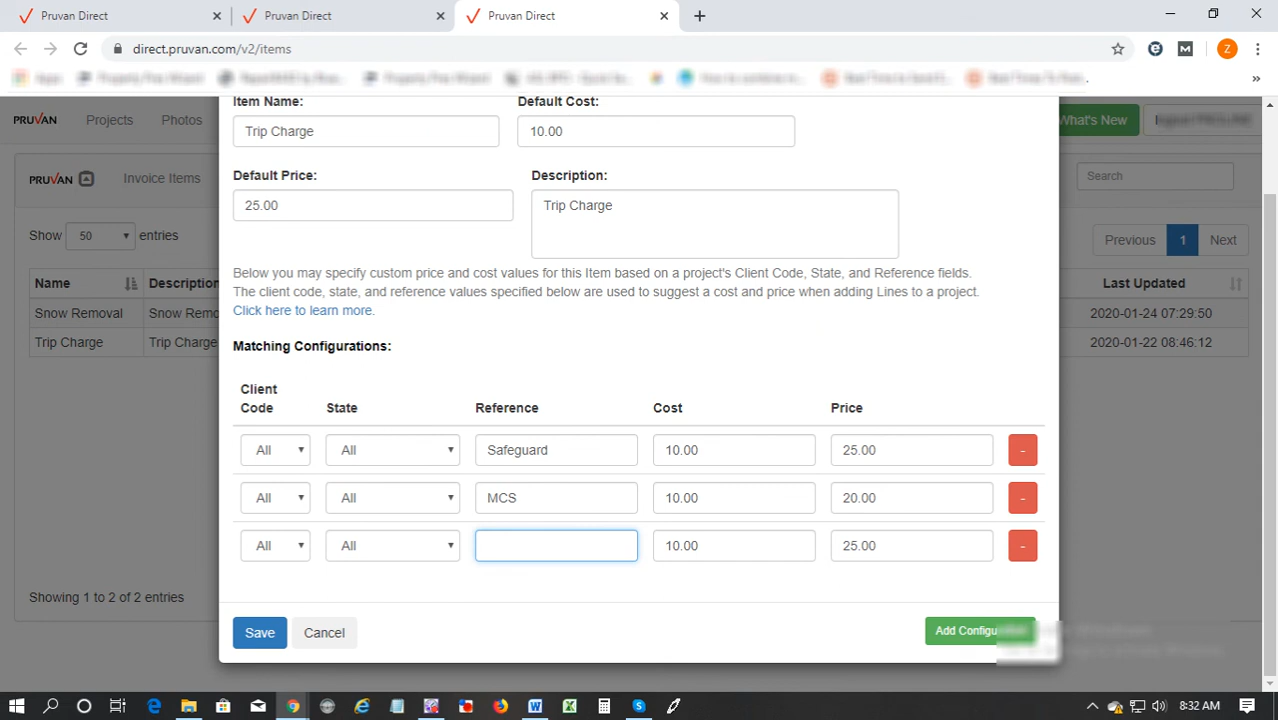 Pruvan Direct
Pruvan Direct
Pruvan Direct
direct.pruvan.com/v2/items
M
Z
PRUVAN Projects Photos
What's New
PRUVAN Invoice Items
Search
Show 50 entries
Previous 1 Next
Name Description Last Updated
Snow Removal Snow Remo 2020-01-24 07:29:50
Trip Charge Trip Charge 2020-01-22 08:46:12
Showing 1 to 2 of 2 entries
Item Name: Default Cost:
Trip Charge 10.00
Default Price: Description:
25.00 Trip Charge
Below you may specify custom price and cost values for this Item based on a project's Client Code, State, and Reference fields.
The client code, state, and reference values specified below are used to suggest a cost and price when adding Lines to a project.
Click here to learn more.
Matching Configurations:
Client
Code State Reference Cost Price
All All Safeguard 10.00 25.00 -
All All MCS 10.00 20.00 -
All All 10.00 25.00 -
Save Cancel Add
8:32 AM